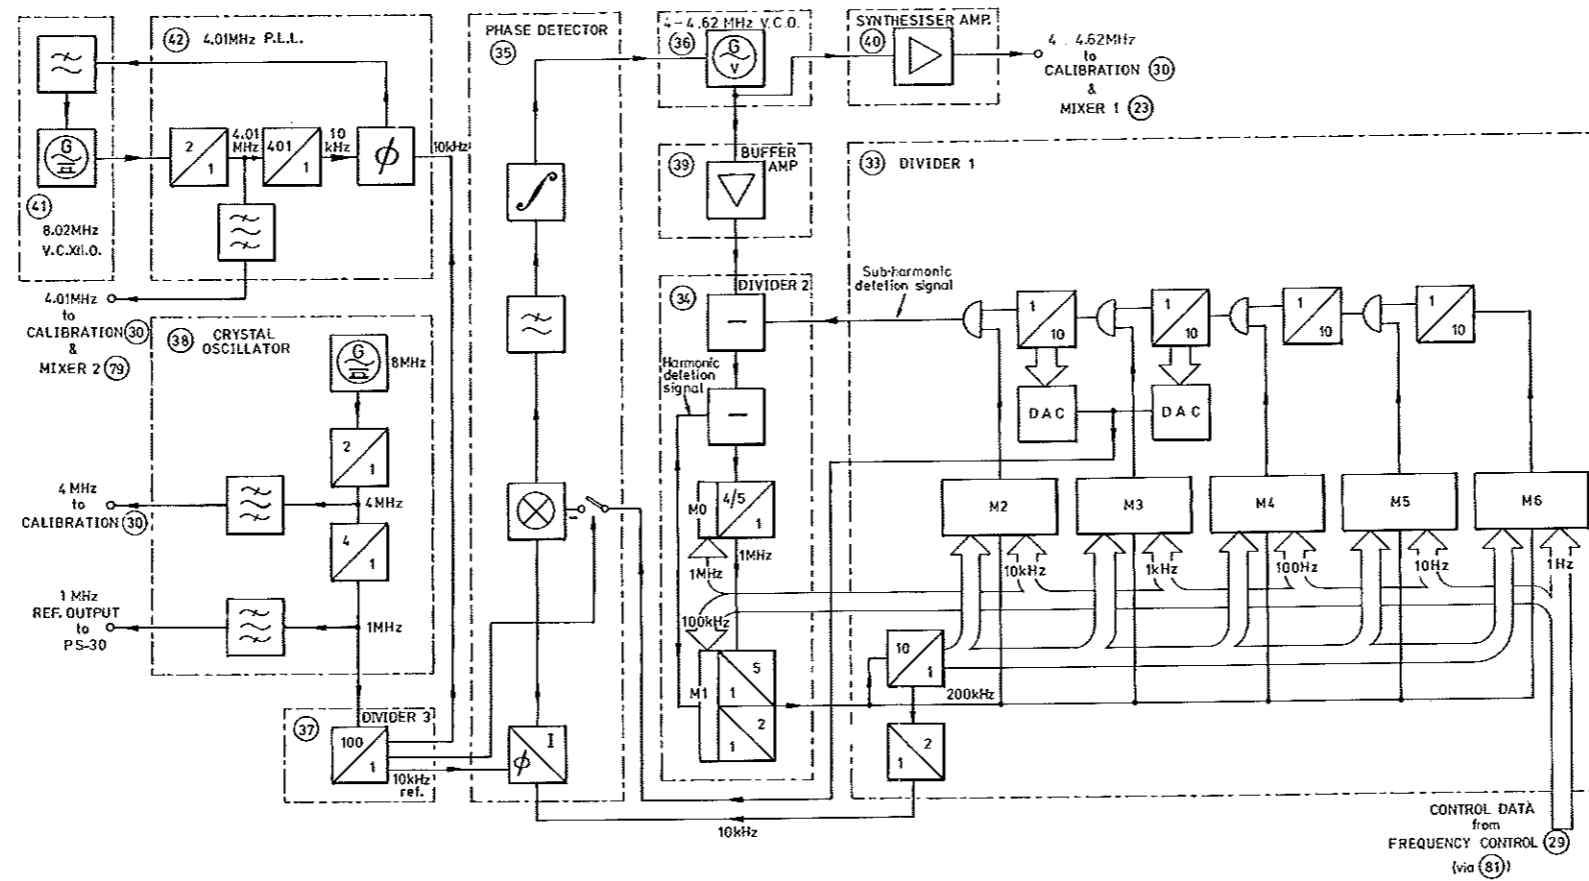 42 4.01MHz P.L.L.
G
41
8.02MHz
V.C.Xtl.O.
2
1
4.01
MHz
401
1
10
kHz
ϕ
10kHz
4.01MHz
to
CALIBRATION 30
&
MIXER 2 79
38 CRYSTAL
OSCILLATOR
G
8MHz
2
1
4MHz
4 MHz
to
CALIBRATION 30
4
1
1 MHz
REF. OUTPUT
to
PS-30
1MHz
37 DIVIDER 3
100
1
10kHz
ref.
PHASE DETECTOR
35
∫
I
ϕ
10kHz
4-4.62 MHz V.C.O.
36
G
V
SYNTHESISER AMP.
40
4 . 4.62MHz
to
CALIBRATION 30
&
MIXER 1 23
39
BUFFER
AMP
34 DIVIDER 2
Harmonic
deletion
signal
M0
4/5
1
1MHz
1MHz
100kHz
M1
5
1
2
1
33 DIVIDER 1
Sub-harmonic
deletion signal
1
10
1
10
1
10
1
10
DAC
DAC
M2
M3
M4
M5
M6
10kHz
1kHz
100Hz
10Hz
1Hz
10
1
200kHz
2
1
CONTROL DATA
from
FREQUENCY CONTROL 29
(via 81)